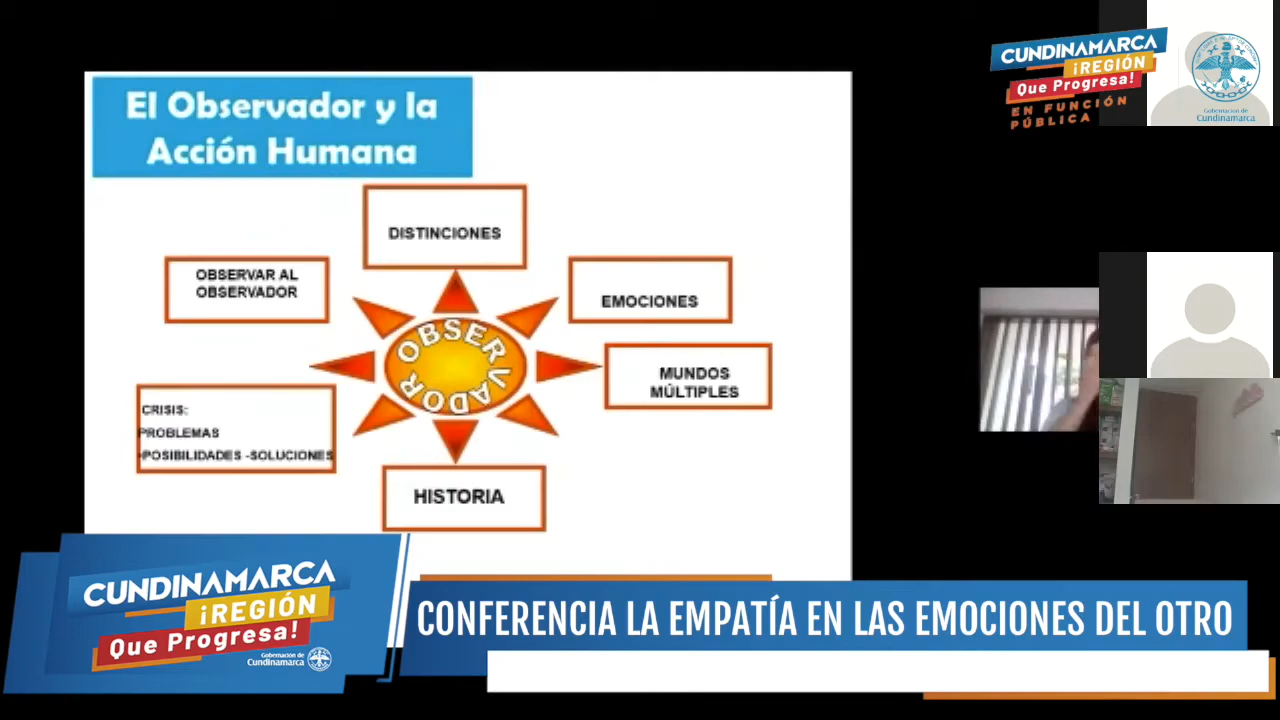 El Observador y la
Acción Humana
DISTINCIONES
OBSERVAR AL
OBSERVADOR
EMOCIONES
OBSERVADOR
MUNDOS
MÚLTIPLES
CRISIS:
PROBLEMAS
-POSIBILIDADES -SOLUCIONES
HISTORIA
CUNDINAMARCA
¡REGIÓN
Que Progresa!
EN FUNCIÓN
PÚBLICA
Gobernación de
Cundinamarca
CUNDINAMARCA
¡REGIÓN
Que Progresa!
Gobernación de
Cundinamarca
CONFERENCIA LA EMPATÍA EN LAS EMOCIONES DEL OTRO